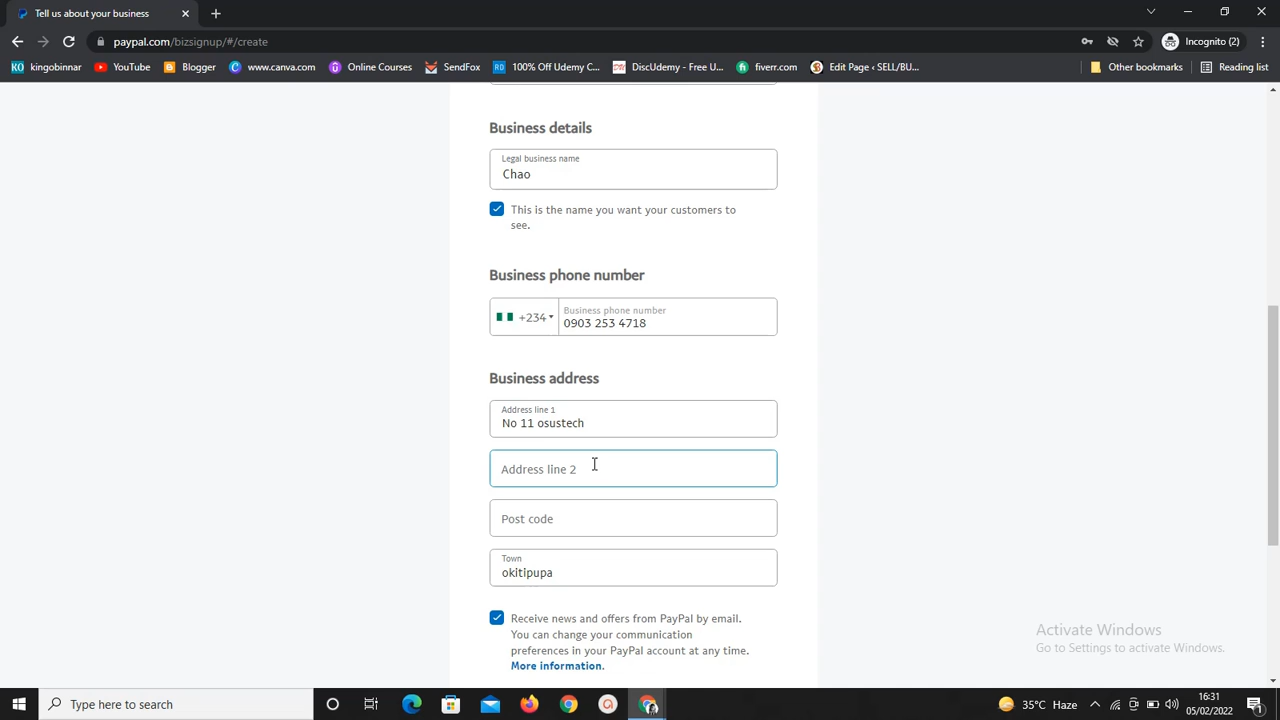 Tell us about your business
paypal.com/bizsignup/#/create
Incognito (2)
kingobinnar
YouTube
Blogger
www.canva.com
Online Courses
SendFox
100% Off Udemy C...
DiscUdemy - Free U...
fiverr.com
Edit Page ‹ SELL/BU...
Other bookmarks
Reading list
Business details
Legal business name
Chao
This is the name you want your customers to
see.
Business phone number
+234
Business phone number
0903 253 4718
Business address
Address line 1
No 11 osustech
Address line 2
Post code
Town
okitipupa
Receive news and offers from PayPal by email.
You can change your communication
preferences in your PayPal account at any time.
More information.
Activate Windows
Go to Settings to activate Windows.
Type here to search
35°C Haze
16:31
05/02/2022